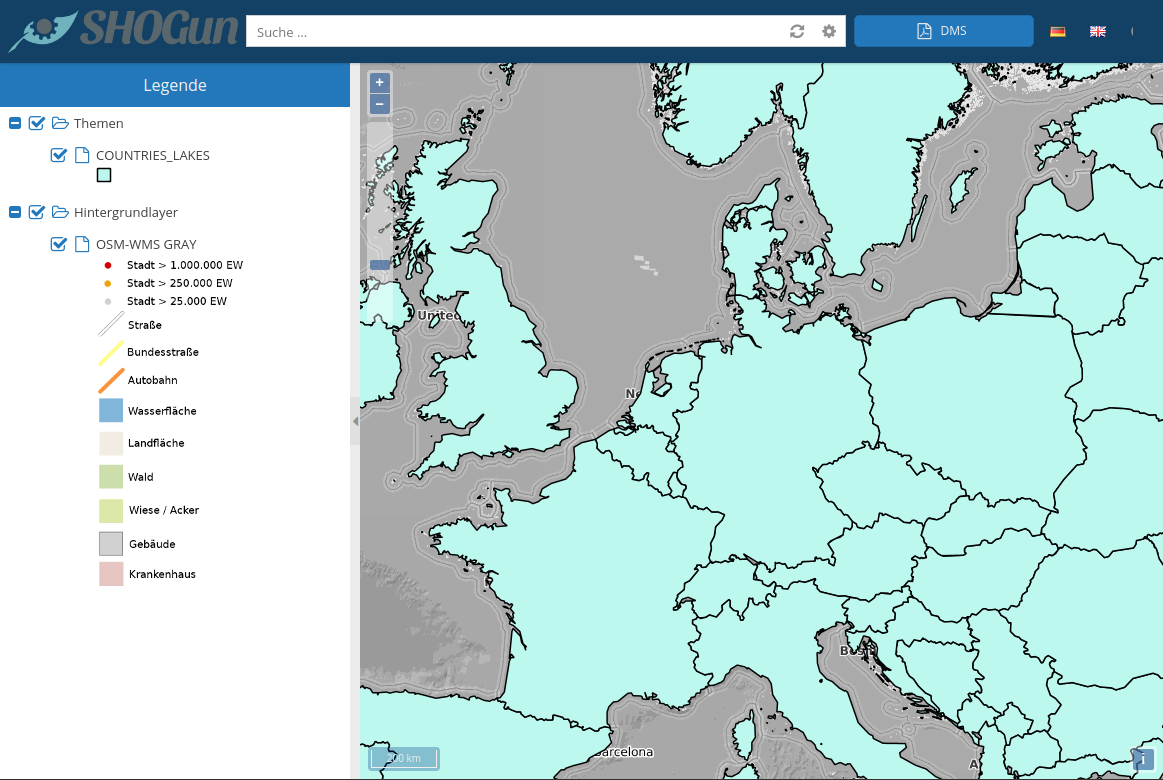 SHOGun
Suche ...
DMS
Legende
Themen
COUNTRIES_LAKES
Hintergrundlayer
OSM-WMS GRAY
Stadt > 1.000.000 EW
Stadt > 250.000 EW
Stadt > 25.000 EW
Straße
Bundesstraße
Autobahn
Wasserfläche
Landfläche
Wald
Wiese / Acker
Gebäude
Krankenhaus
+
−
United
Ne
Bosn
arcelona
A
200 km
i